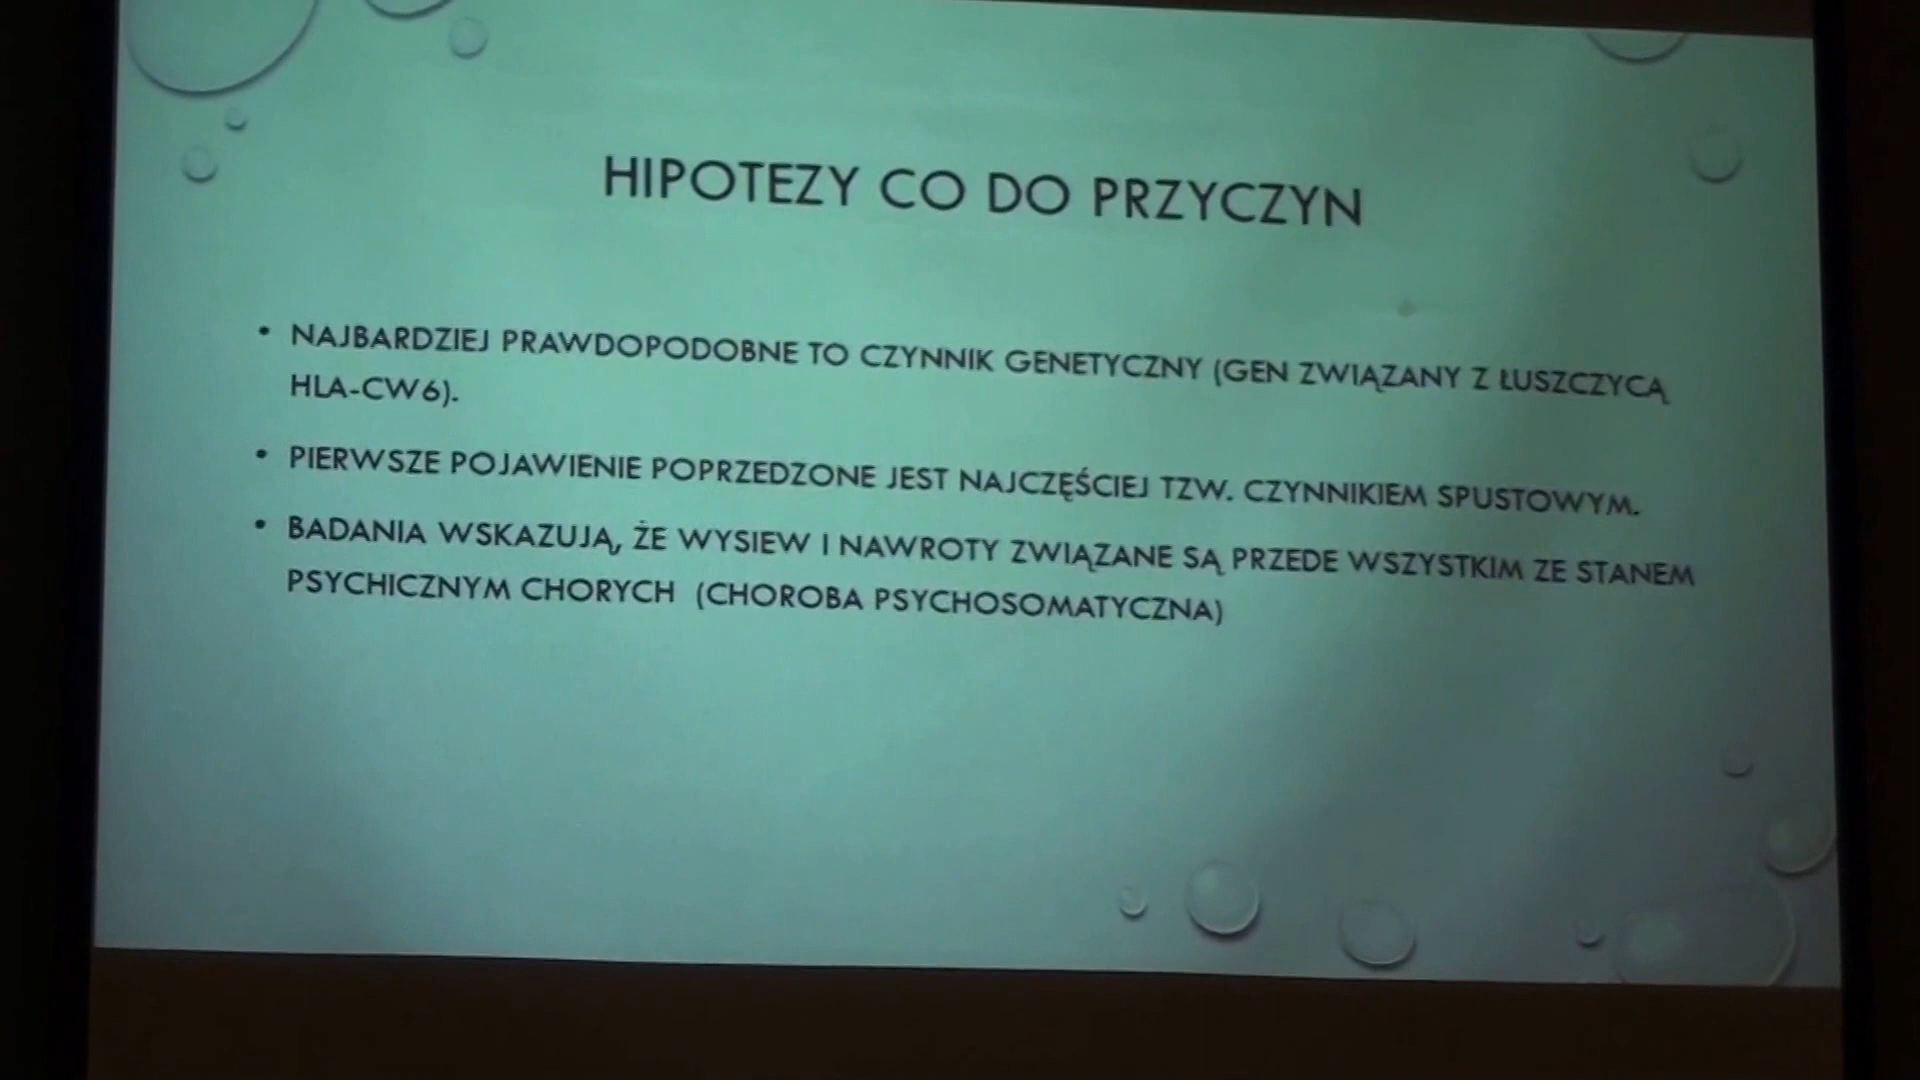 HIPOTEZY CO DO PRZYCZYN
• NAJBARDZIEJ PRAWDOPODOBNE TO CZYNNIK GENETYCZNY (GEN ZWIĄZANY Z ŁUSZCZYCĄ
HLA-CW6).
• PIERWSZE POJAWIENIE POPRZEDZONE JEST NAJCZĘŚCIEJ TZW. CZYNNIKIEM SPUSTOWYM.
• BADANIA WSKAZUJĄ, ŻE WYSIEW I NAWROTY ZWIĄZANE SĄ PRZEDE WSZYSTKIM ZE STANEM
PSYCHICZNYM CHORYCH (CHOROBA PSYCHOSOMATYCZNA)